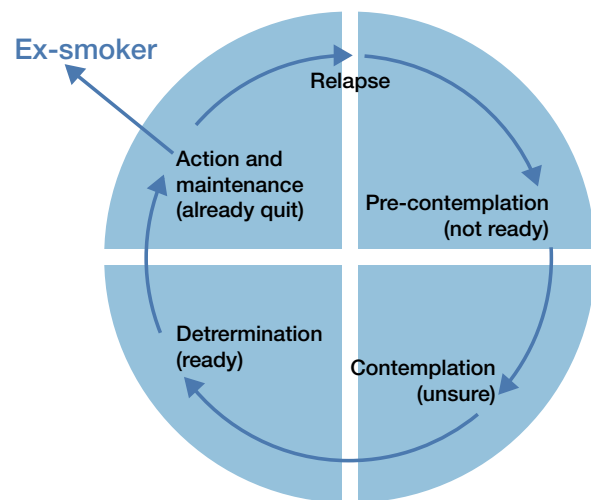 Ex-smoker
Relapse
Action and
maintenance
(already quit)
Pre-contemplation
(not ready)
Detrermination
(ready)
Contemplation
(unsure)